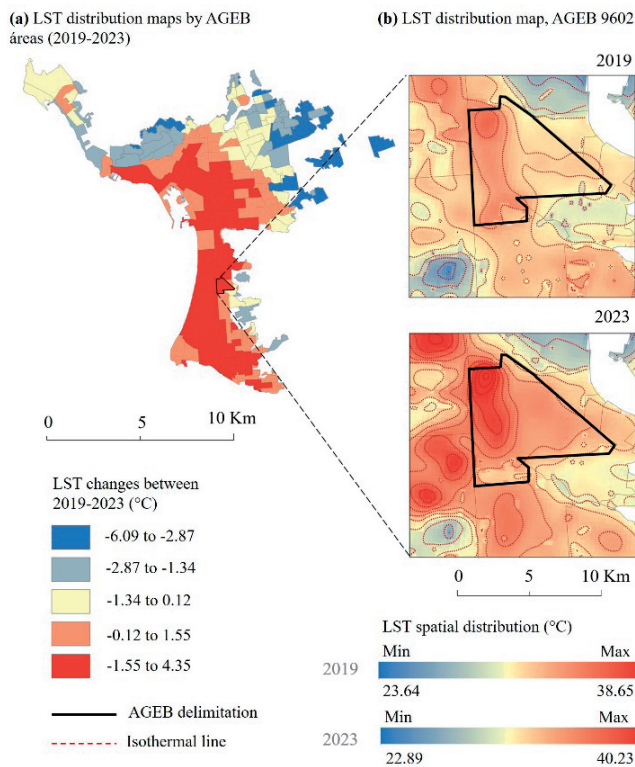 (a) LST distribution maps by AGEB
áreas (2019-2023)
(b) LST distribution map, AGEB 9602
2019
2023
0 5 10 Km
LST changes between
2019-2023 (°C)
-6.09 to -2.87
-2.87 to -1.34
-1.34 to 0.12
-0.12 to 1.55
-1.55 to 4.35
AGEB delimitation
Isothermal line
0 5 10 Km
LST spatial distribution (°C)
Min Max
2019
23.64 38.65
Min Max
2023
22.89 40.23